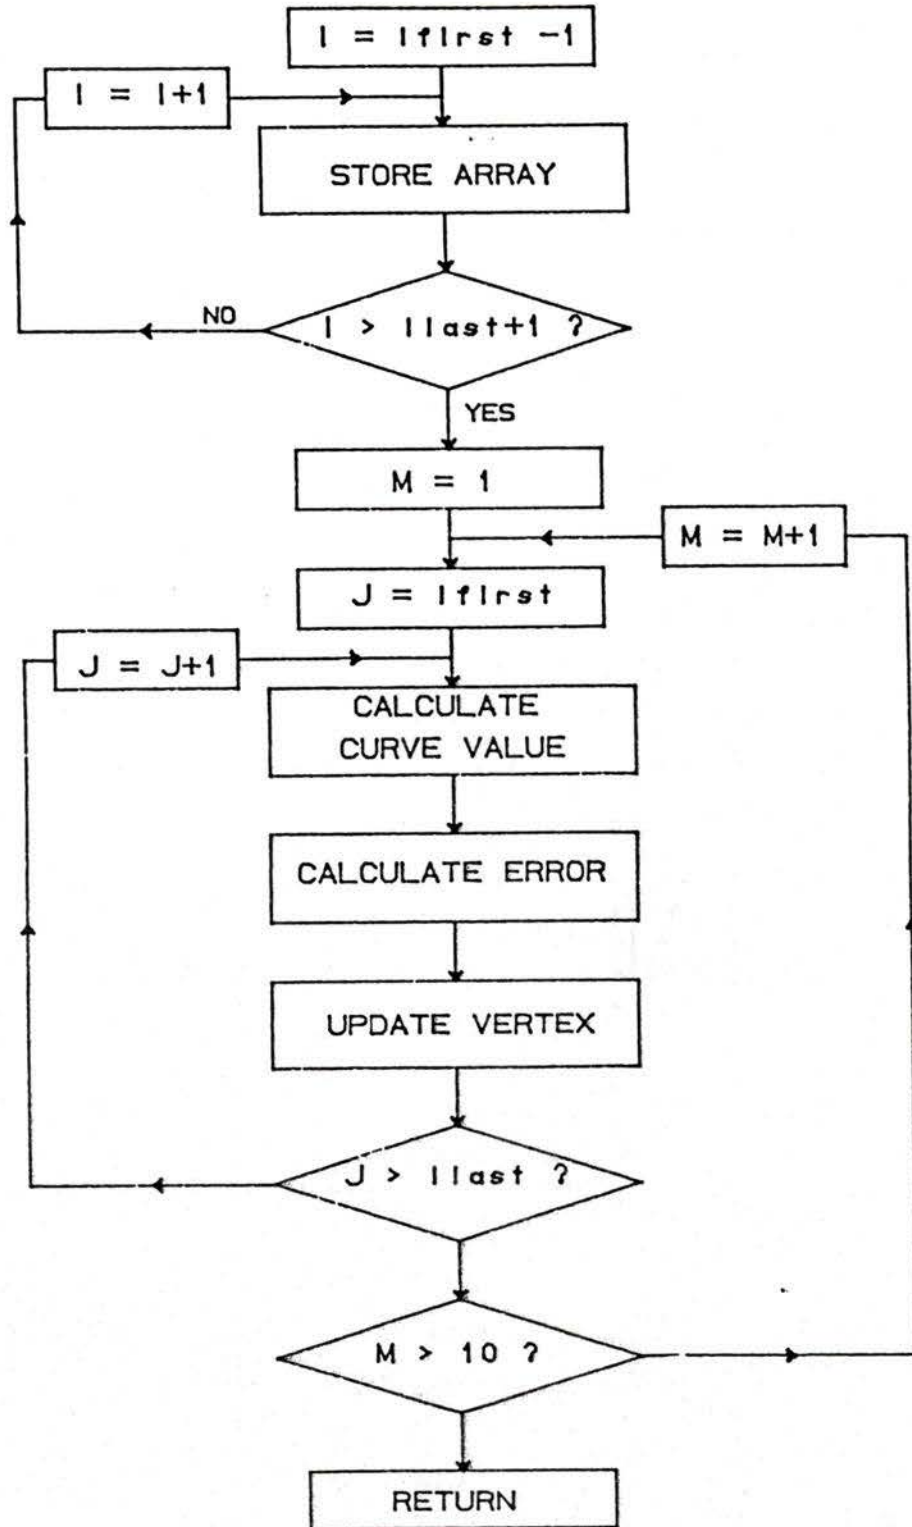 I = Ifirst -1
I = I+1
STORE ARRAY
I > Ilast+1 ?
NO
YES
M = 1
M = M+1
J = Ifirst
J = J+1
CALCULATE
CURVE VALUE
CALCULATE ERROR
UPDATE VERTEX
J > Ilast ?
M > 10 ?
RETURN